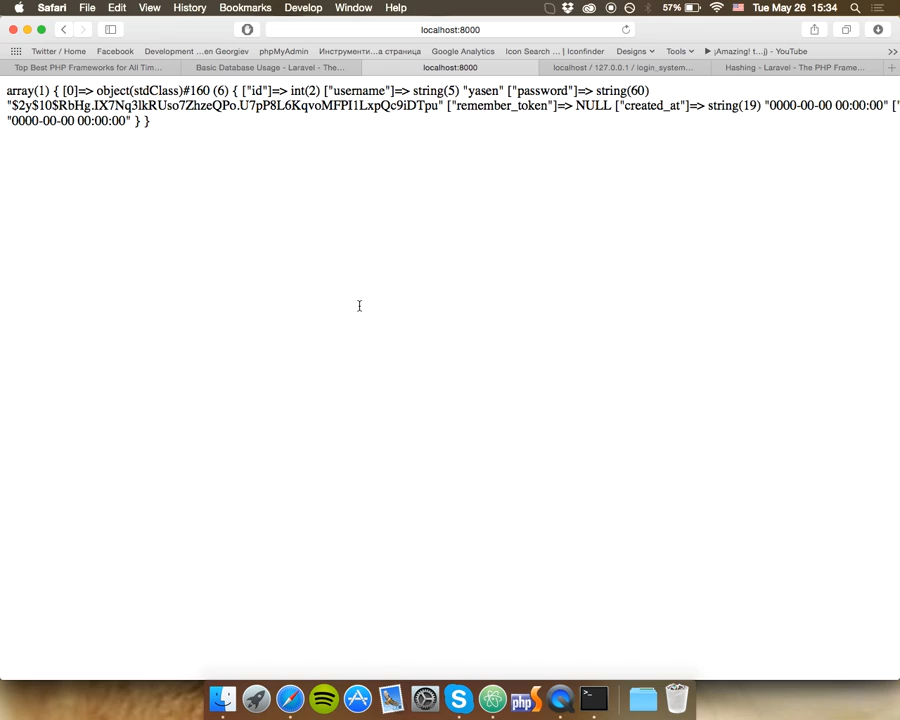 Safari File Edit View History Bookmarks Develop Window Help 57% Tue May 26 15:34
localhost:8000
Twitter / Home Facebook Development ...en Georgiev phpMyAdmin Инструменти...а страница Google Analytics Icon Search ... | Iconfinder Designs Tools ▶ ¡Amazing! t...j) - YouTube >>
Top Best PHP Frameworks for All Tim... Basic Database Usage - Laravel - The... localhost:8000 localhost / 127.0.0.1 / login_system... Hashing - Laravel - The PHP Frame... +
array(1) { [0]=> object(stdClass)#160 (6) { ["id"]=> int(2) ["username"]=> string(5) "yasen" ["password"]=> string(60)
"$2y$10$RbHg.IX7Nq3lkRUso7ZhzeQPo.U7pP8L6KqvoMFPI1LxpQc9iDTpu" ["remember_token"]=> NULL ["created_at"]=> string(19) "0000-00-00 00:00:00" ["
"0000-00-00 00:00:00" } }
php